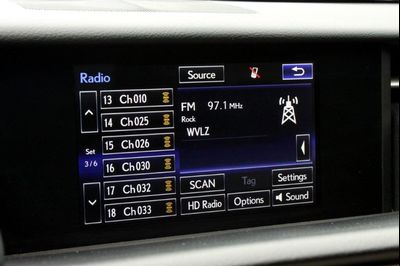 Radio
Source
13 Ch010
14 Ch025
15 Ch026
16 Ch030
17 Ch032
18 Ch033
Set
3/6
FM 97.1 MHz
Rock
WVLZ
SCAN
Tag
Settings
HD Radio
Options
Sound